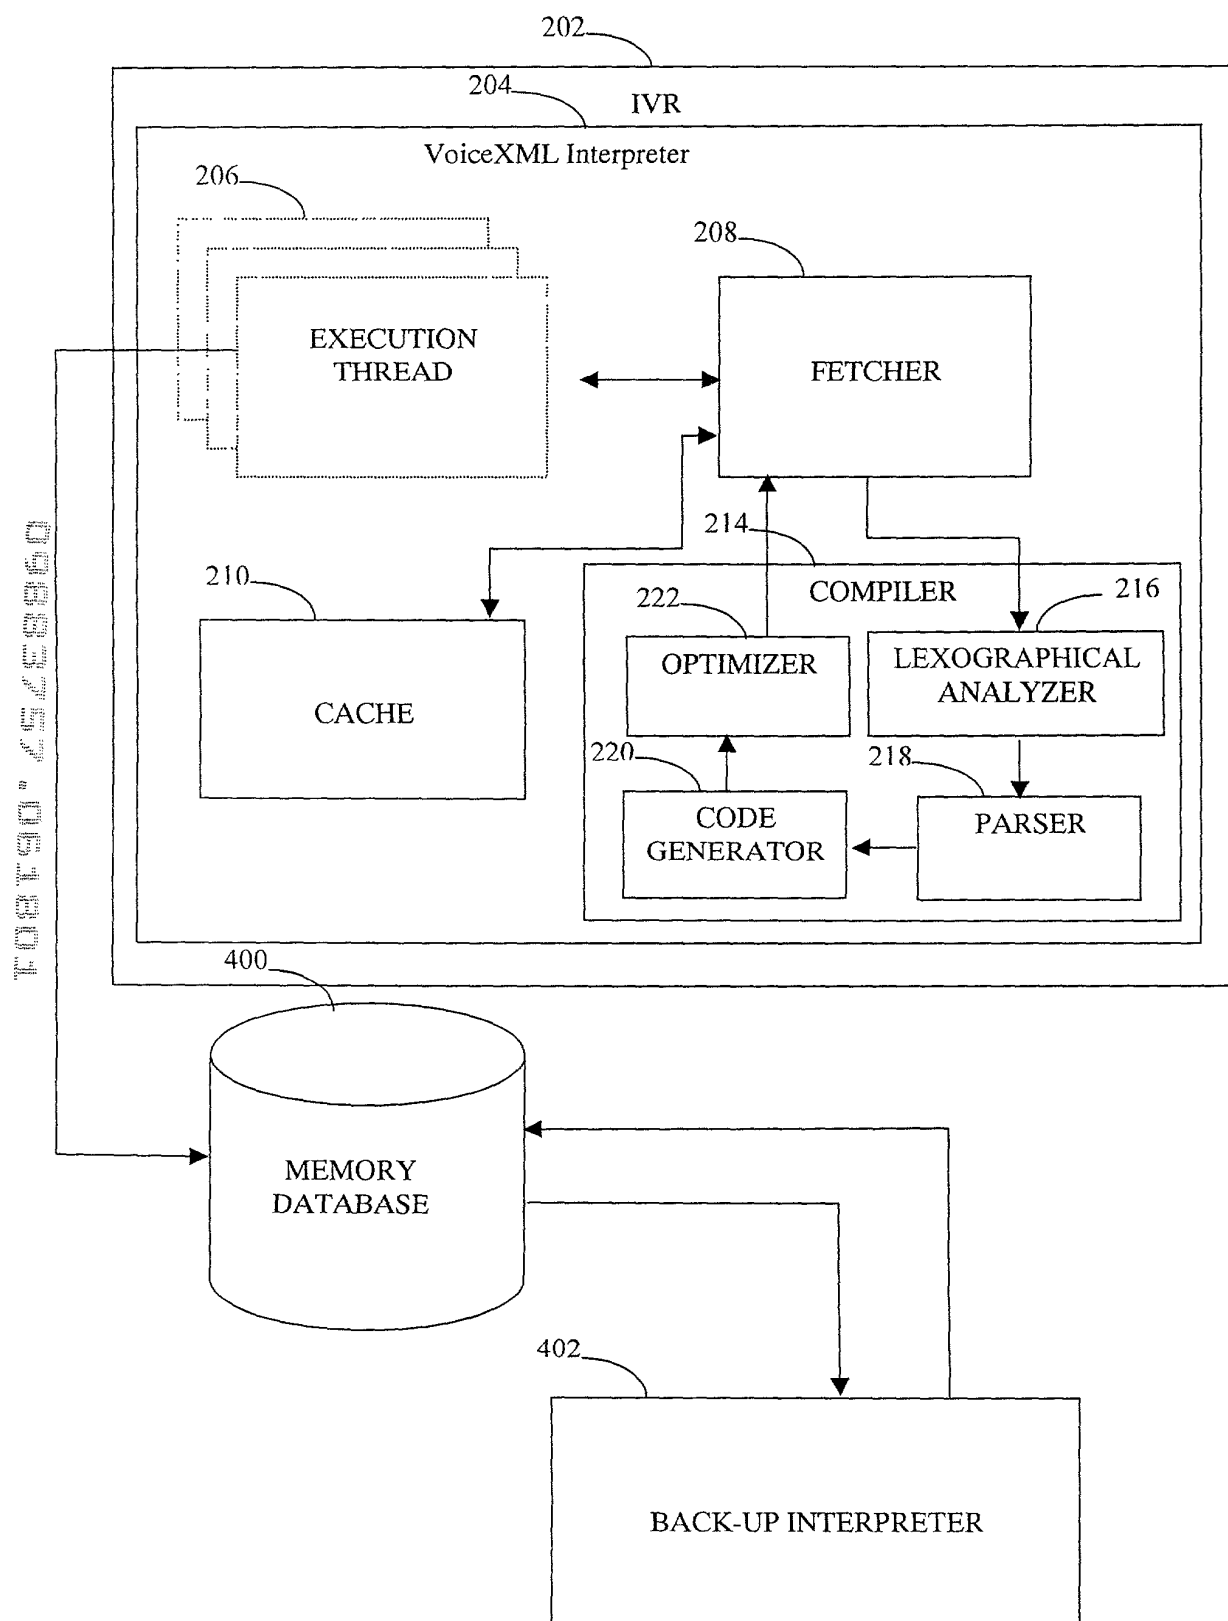 202
204
IVR
VoiceXML Interpreter
206
208
EXECUTION
THREAD
FETCHER
214
210
COMPILER
222
216
OPTIMIZER
LEXOGRAPHICAL
ANALYZER
CACHE
220
218
CODE
GENERATOR
PARSER
400
MEMORY
DATABASE
402
BACK-UP INTERPRETER